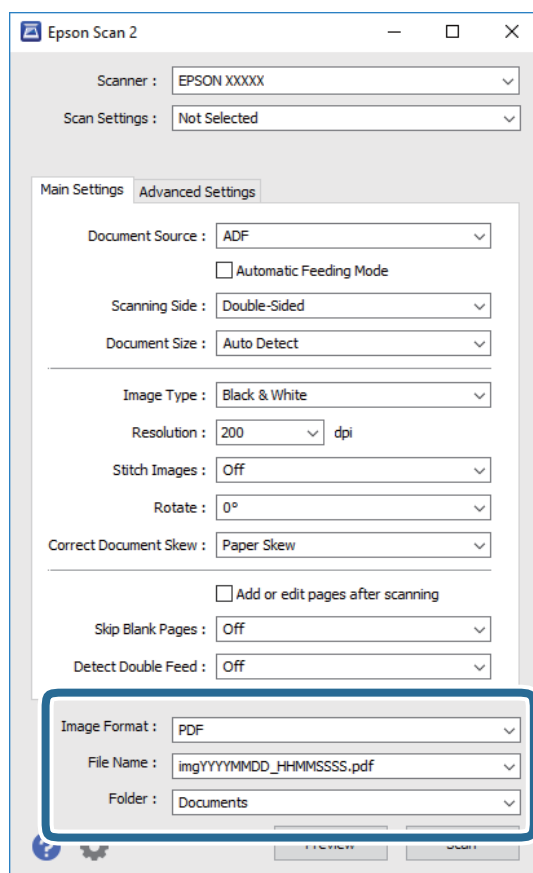 Epson Scan 2
Scanner : EPSON XXXXX
Scan Settings : Not Selected
Main Settings Advanced Settings
Document Source : ADF
Automatic Feeding Mode
Scanning Side : Double-Sided
Document Size : Auto Detect
Image Type : Black & White
Resolution : 200 dpi
Stitch Images : Off
Rotate : 0°
Correct Document Skew : Paper Skew
Add or edit pages after scanning
Skip Blank Pages : Off
Detect Double Feed : Off
Image Format : PDF
File Name : imgYYYYMMDD_HHMMSSSS.pdf
Folder : Documents
? Preview Scan